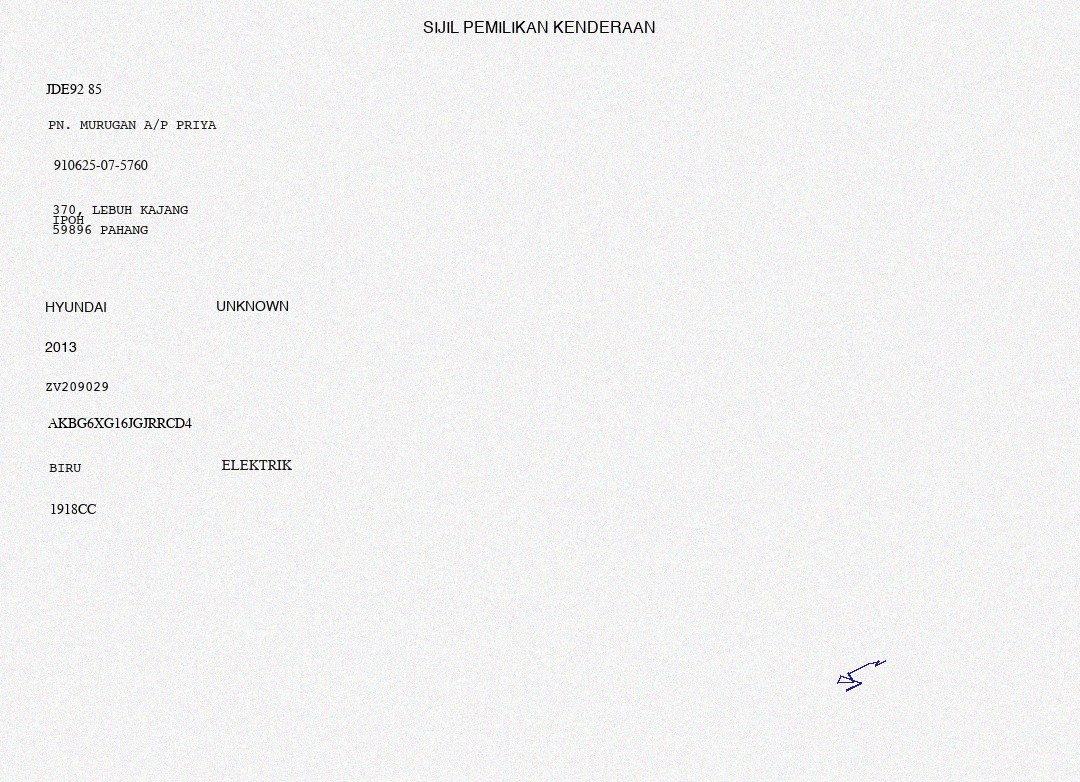 SIJIL PEMILIKAN KENDERAAN
JDE92 85
PN. MURUGAN A/P PRIYA
910625-07-5760
370, LEBUH KAJANG
IPOH
59896 PAHANG
HYUNDAI UNKNOWN
2013
ZV209029
AKBG6XG16JGJRRCD4
BIRU ELEKTRIK
1918CC